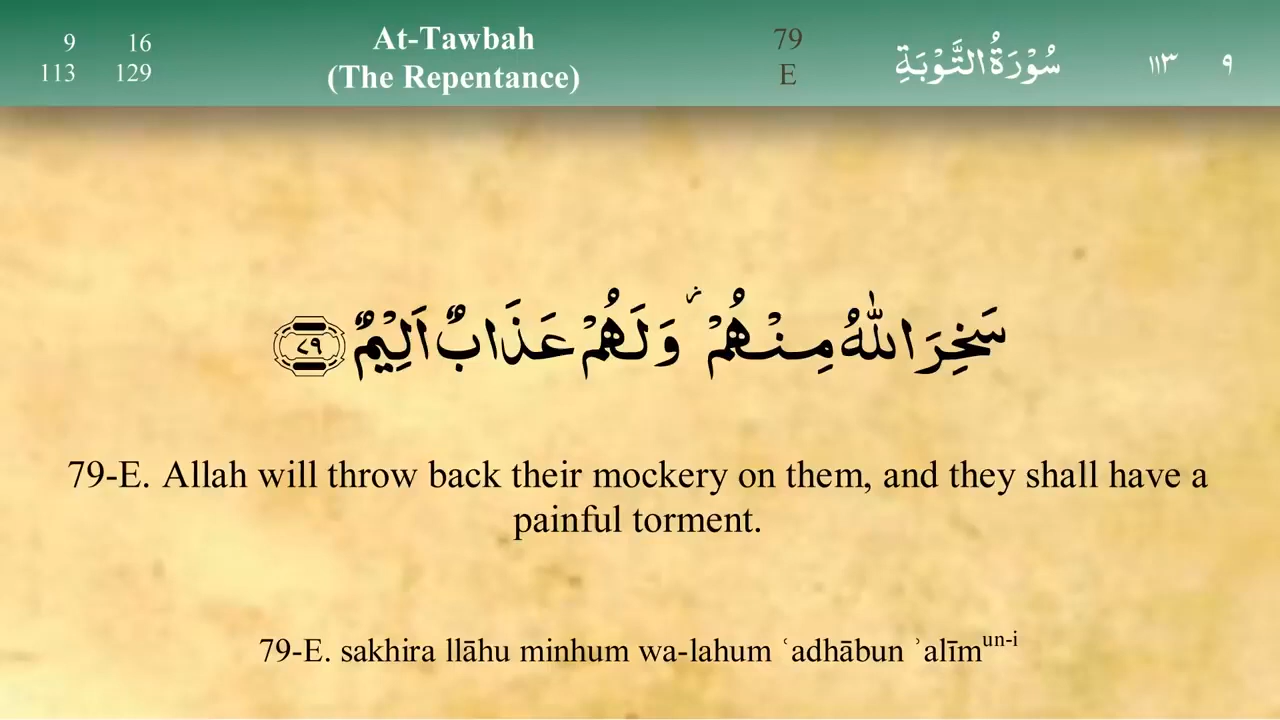 9 16
113 129
At-Tawbah
(The Repentance)
79
E
سُوْرَةُ التَّوْبَةِ
١١٣ ٩
سَخِرَ اللّٰهُ مِنْهُمْ ؗ وَلَهُمْ عَذَابٌ اَلِيْمٌ ٧٩
79-E. Allah will throw back their mockery on them, and they shall have a
painful torment.
79-E. sakhira llāhu minhum wa-lahum ʿadhābun ʾalīmun-i